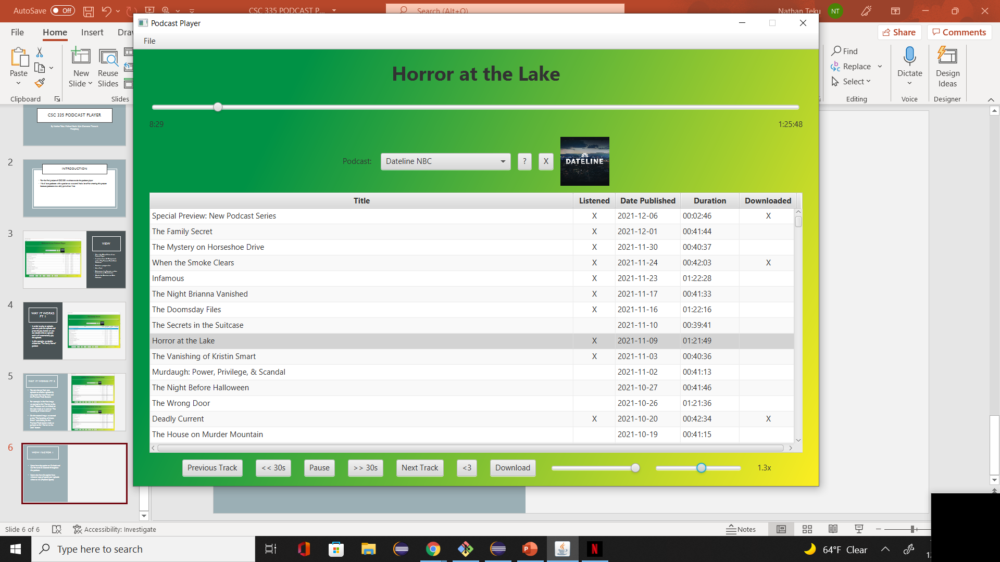 AutoSave Off CSC 335 PODCAST P... Search (Alt+Q) Nathan Teku NT
File Home Insert Dra
Share Comments
Paste New Slide Reuse Slides
Clipboard Slides
Find
Replace
Select
Editing
Dictate
Voice
Design Ideas
Designer
Podcast Player
File
Horror at the Lake
8:29 1:25:48
Podcast: Dateline NBC ? X DATELINE
Title Listened Date Published Duration Downloaded
Special Preview: New Podcast Series X 2021-12-06 00:02:46 X
The Family Secret X 2021-12-01 00:41:44
The Mystery on Horseshoe Drive X 2021-11-30 00:40:37
When the Smoke Clears X 2021-11-24 00:42:03 X
Infamous X 2021-11-23 01:22:28
The Night Brianna Vanished X 2021-11-17 00:41:33
The Doomsday Files X 2021-11-16 01:22:16
The Secrets in the Suitcase 2021-11-10 00:39:41
Horror at the Lake X 2021-11-09 01:21:49
The Vanishing of Kristin Smart X 2021-11-03 00:40:36
Murdaugh: Power, Privilege, & Scandal 2021-11-02 00:41:13
The Night Before Halloween 2021-10-27 00:41:46
The Wrong Door 2021-10-26 01:21:36
Deadly Current X 2021-10-20 00:42:34 X
The House on Murder Mountain 2021-10-19 00:41:15
Previous Track << 30s Pause >> 30s Next Track <3 Download 1.3x
CSC 335 PODCAST PLAYER
2
INTRODUCTION
3
VIEW
4
WAY IT WORKS
PT 1
5
6
WOW FACTOR 1
Slide 6 of 6 Accessibility: Investigate Notes
Type here to search
64°F Clear